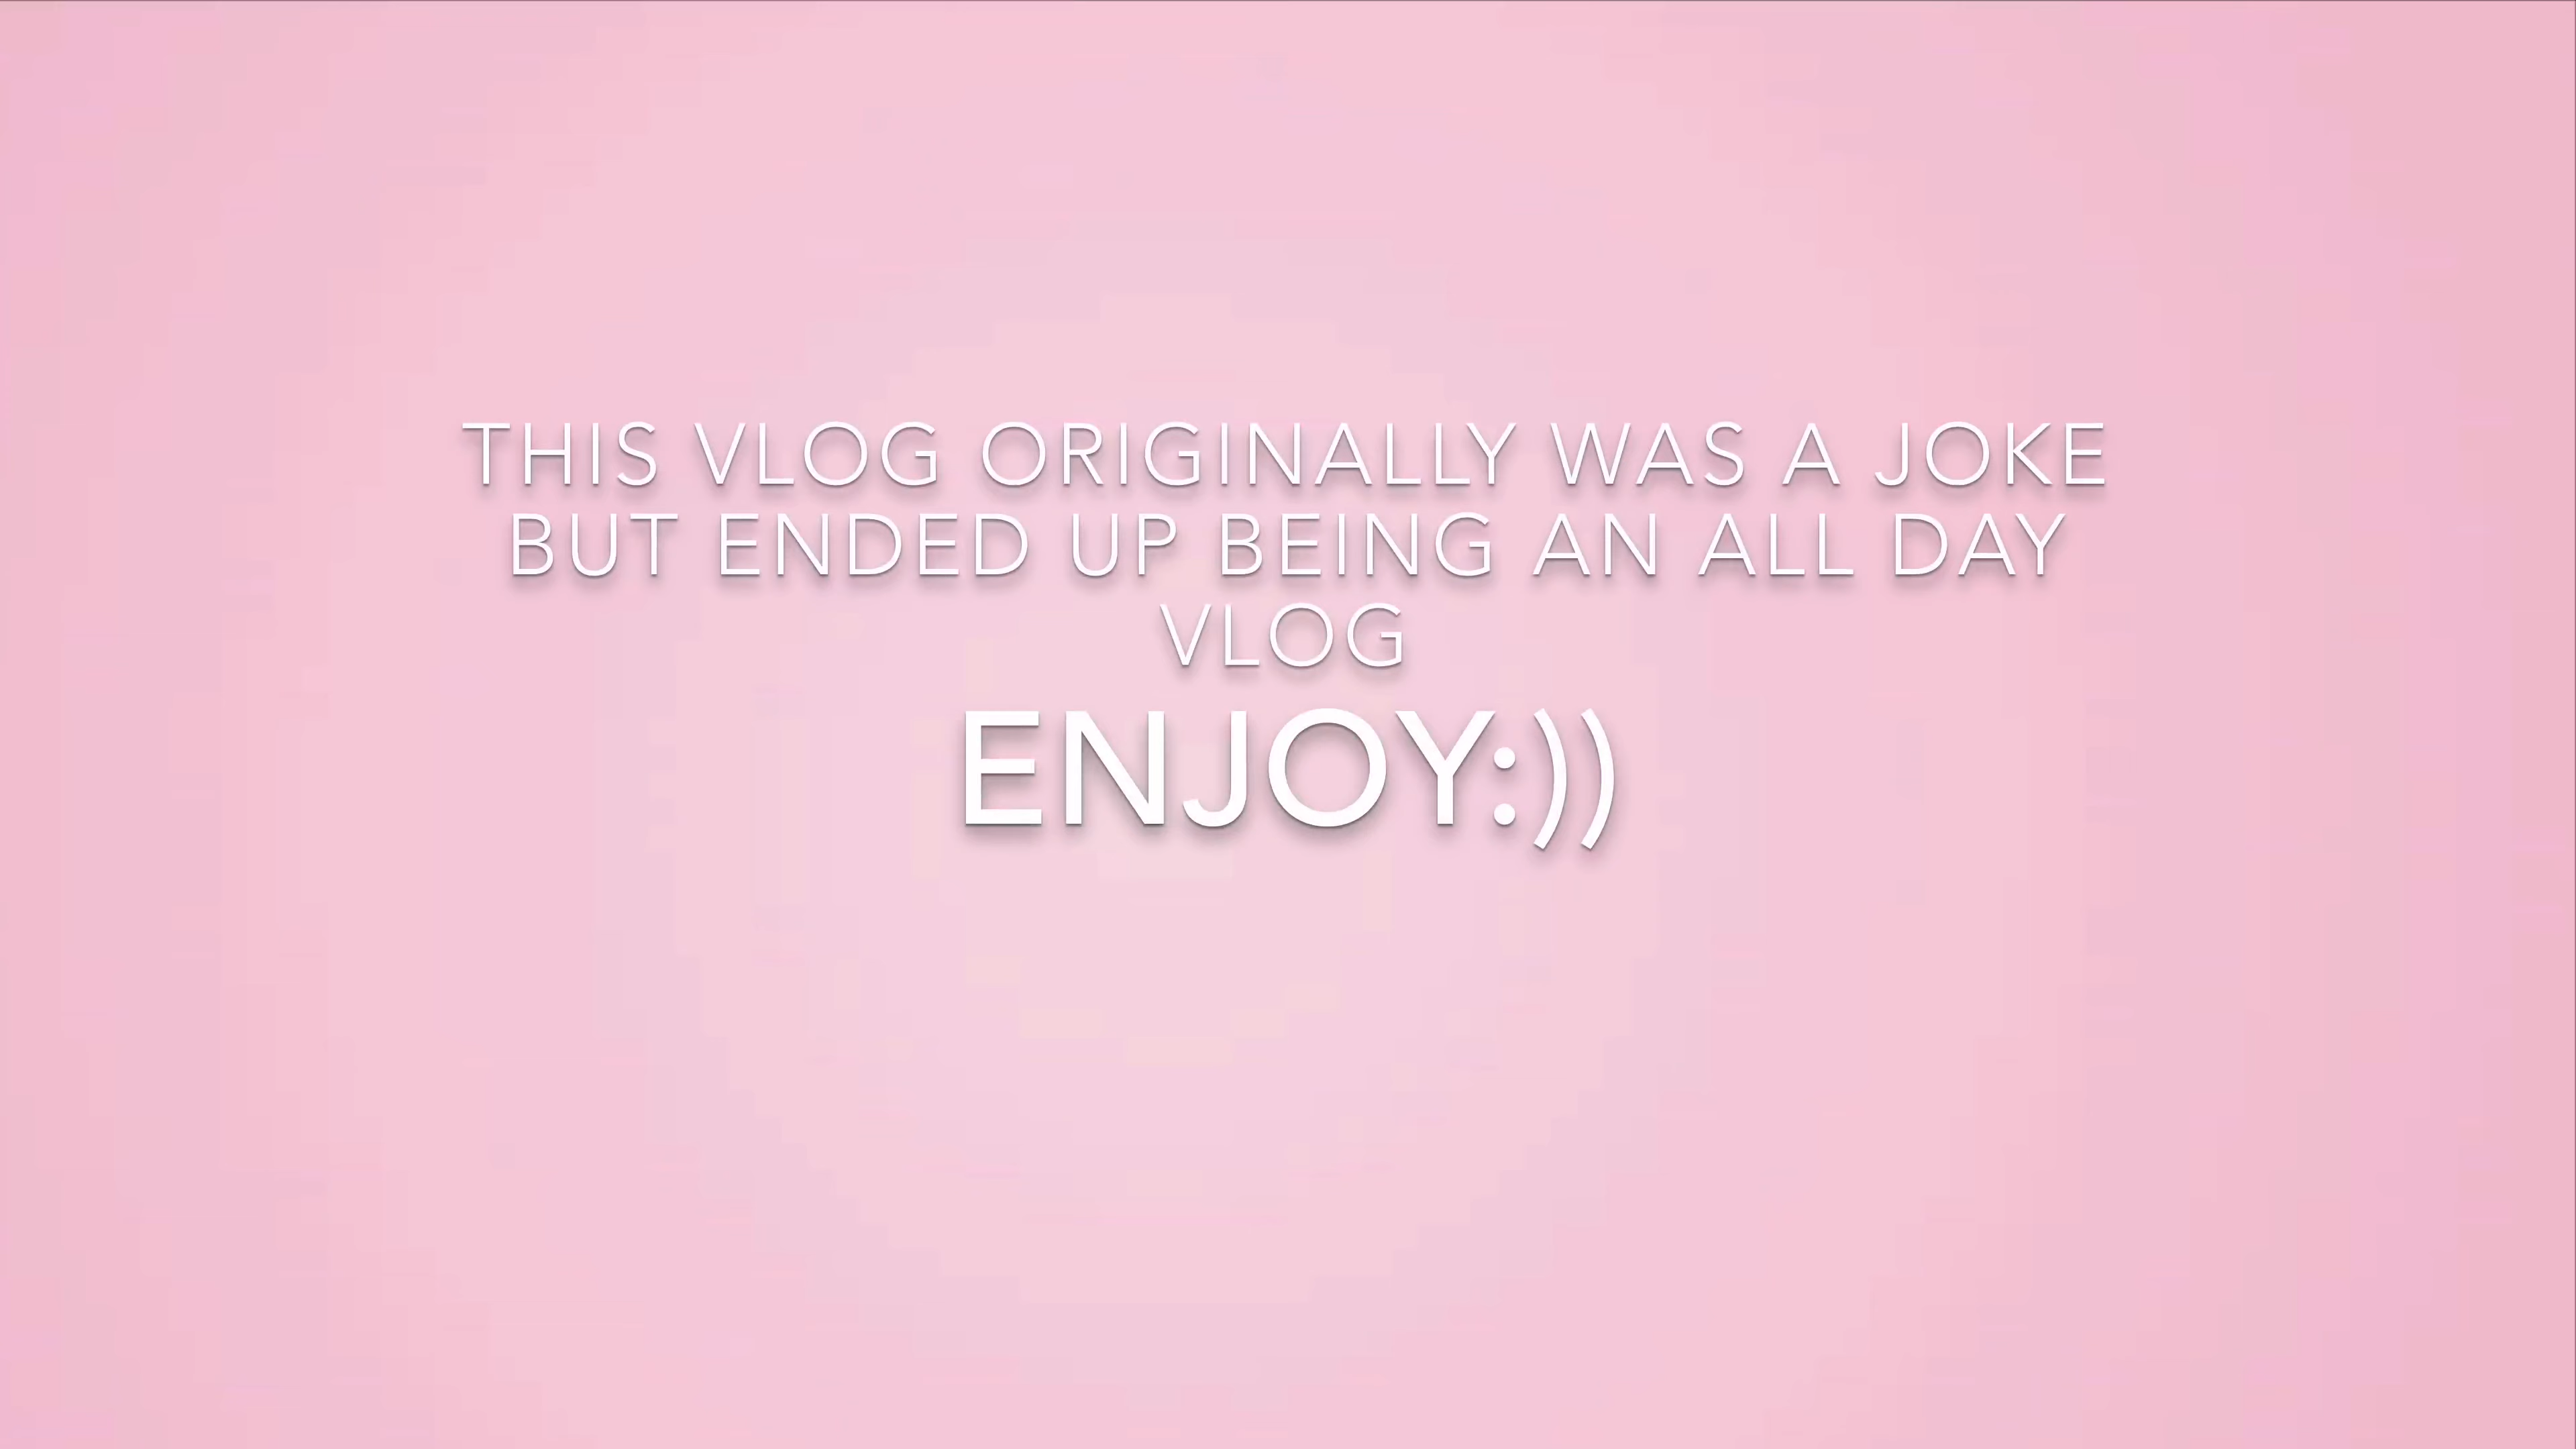 THIS VLOG ORIGINALLY WAS A JOKE
BUT ENDED UP BEING AN ALL DAY
VLOG
ENJOY:))